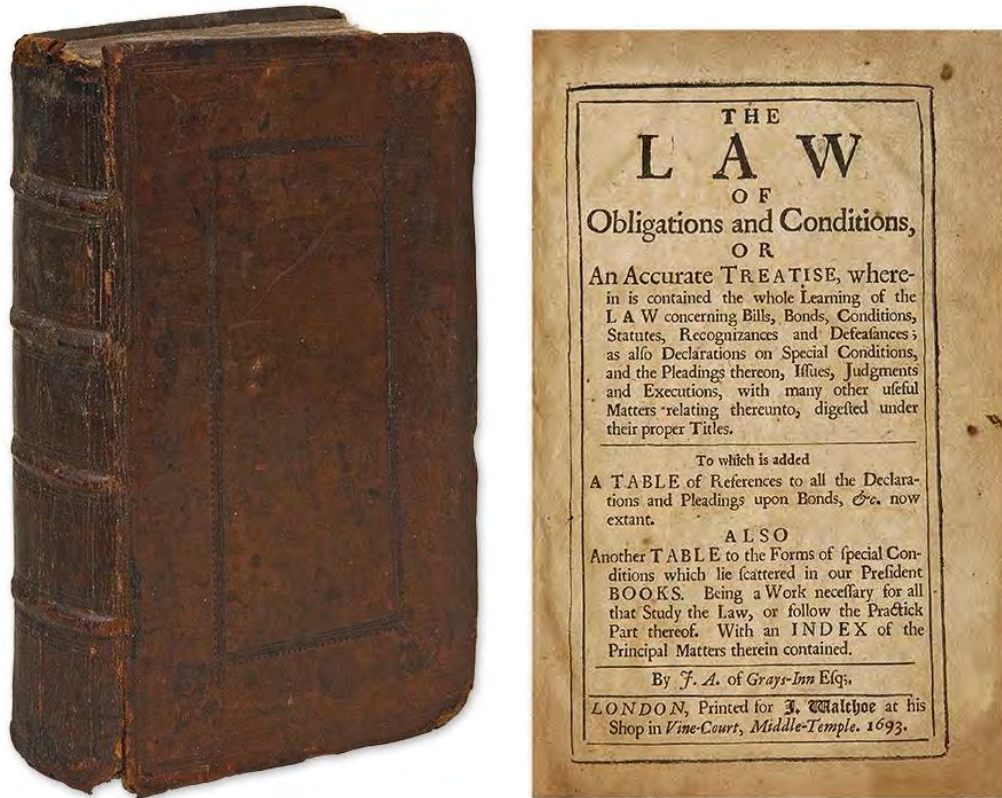 THE
LAW
OF
Obligations and Conditions,
OR
An Accurate TREATISE, where-
in is contained the whole Learning of the
LAW concerning Bills, Bonds, Conditions,
Statutes, Recognizances and Defeaſances;
as alſo Declarations on Special Conditions,
and the Pleadings thereon, Iſſues, Judgments
and Executions, with many other uſeful
Matters relating thereunto, digeſted under
their proper Titles.
To which is added
A TABLE of References to all the Declara-
tions and Pleadings upon Bonds, &c. now
extant.
ALSO
Another TABLE to the Forms of ſpecial Con-
ditions which lie ſcattered in our Preſident
BOOKS. Being a Work neceſſary for all
that Study the Law, or follow the Practick
Part thereof. With an INDEX of the
Principal Matters therein contained.
By J. A. of Grays-Inn Eſq;,
LONDON, Printed for J. Walthoe at his
Shop in Vine-Court, Middle-Temple. 1693.